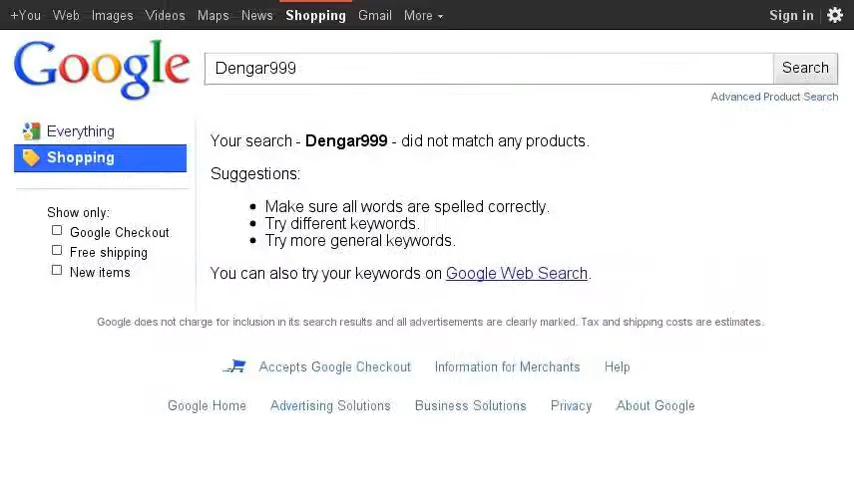 +You Web Images Videos Maps News Shopping Gmail More Sign in
Google
Dengar999 Search
Advanced Product Search
Everything
Shopping
Your search - Dengar999 - did not match any products.
Suggestions:
Make sure all words are spelled correctly.
Try different keywords.
Try more general keywords.
You can also try your keywords on Google Web Search.
Show only:
Google Checkout
Free shipping
New items
Google does not charge for inclusion in its search results and all advertisements are clearly marked. Tax and shipping costs are estimates.
Accepts Google Checkout Information for Merchants Help
Google Home Advertising Solutions Business Solutions Privacy About Google